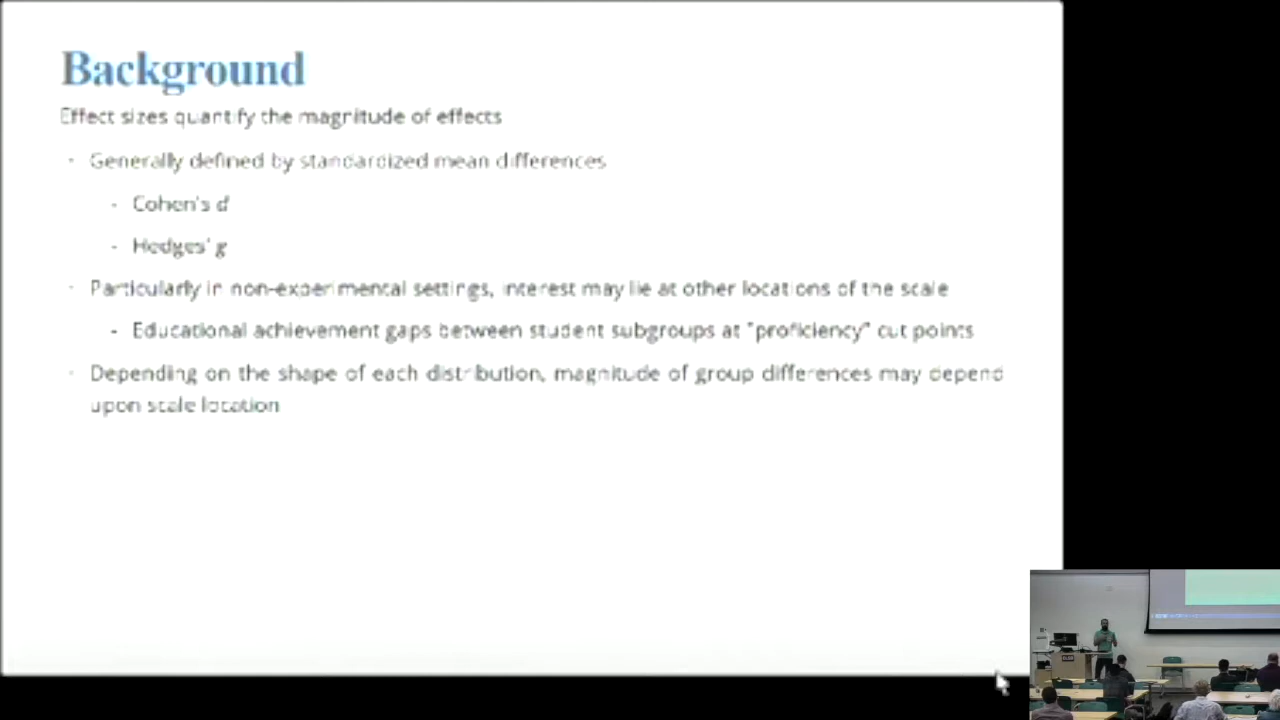 Background
Effect sizes quantify the magnitude of effects
· Generally defined by standardized mean differences
- Cohen's d
- Hedges' g
· Particularly in non-experimental settings, interest may lie at other locations of the scale
- Educational achievement gaps between student subgroups at "proficiency" cut points
· Depending on the shape of each distribution, magnitude of group differences may depend
upon scale location